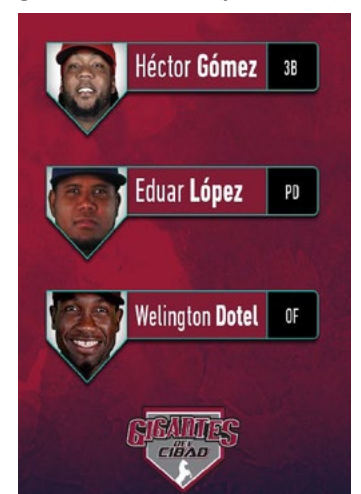 Héctor Gómez 3B
Eduar López PD
Welington Dotel OF
GIGANTES
DEL
CIBAO